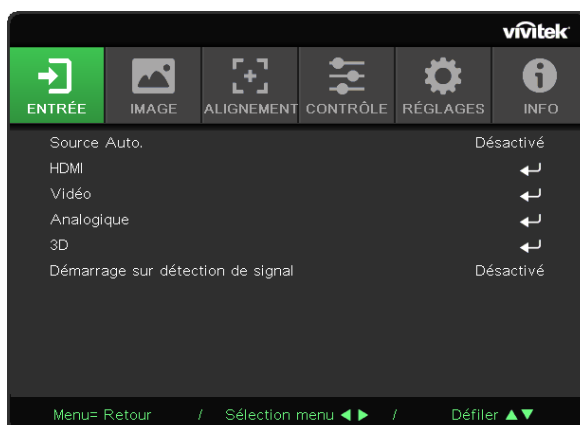 vivitek
ENTRÉE IMAGE ALIGNEMENT CONTRÔLE RÉGLAGES INFO
Source Auto. Désactivé
HDMI
Vidéo
Analogique
3D
Démarrage sur détection de signal Désactivé
Menu= Retour / Sélection menu ◀ ▶ / Défiler ▲▼